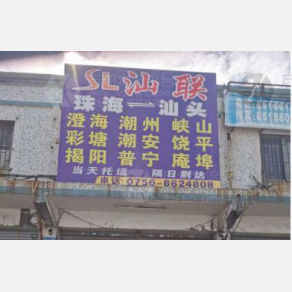 SL汕联
珠海—汕头
澄海 潮州 峡山
彩塘 潮安 饶平
揭阳 普宁 庵埠
当天托运 隔日到达
电话:0756-8624808